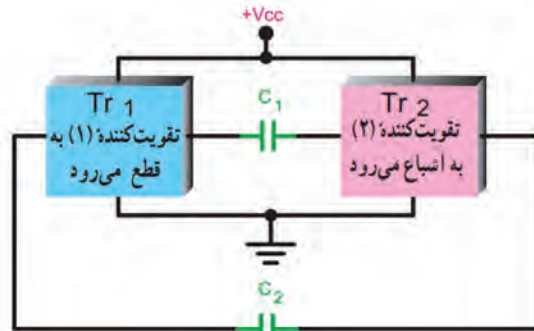 +Vcc
C₁
Tr 1
تقویت‌کننده (۱) به
قطع می‌رود
Tr 2
تقویت‌کننده (۲)
به اشباع می‌رود
C₂